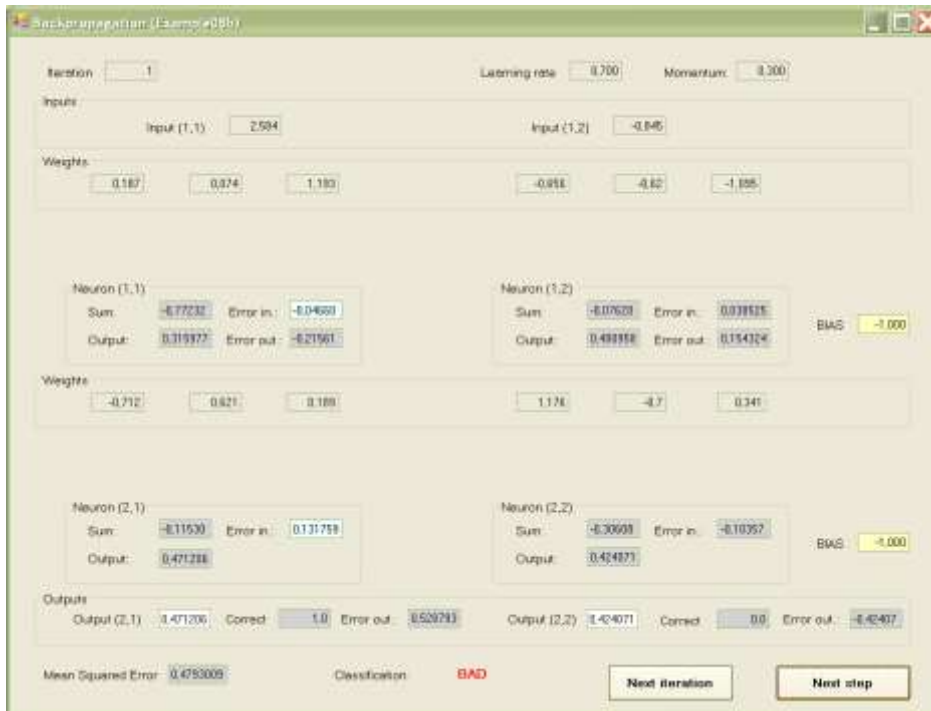 Backpropagation (Example06b)
Iteration 1 Learning rate 0.700 Momentum: 0.300
Inputs
Input (1,1) 2.584 Input (1,2) -0.845
Weights
0.187 0.074 1.193 -0.656 -0.62 -1.095
Neuron (1,1) Neuron (1,2)
Sum: -0.77232 Error in.: -0.04660 Sum: -0.07620 Error in.: 0.038525
BIAS -1.000
Output: 0.315977 Error out.: -0.21561 Output: 0.480958 Error out: 0.154324
Weights
-0.712 0.621 0.189 1.176 -0.7 0.341
Neuron (2,1) Neuron (2,2)
Sum: -0.11530 Error in.: 0.131759 Sum: -0.30608 Error in.: -0.10357
BIAS -1.000
Output: 0.471206 Output: 0.424071
Outputs
Output (2,1) 0.471206 Correct 1.0 Error out.: 0.528793 Output (2,2) 0.424071 Correct 0.0 Error out.: -0.42407
Mean Squared Error 0.4793009 Classification BAD Next iteration Next step